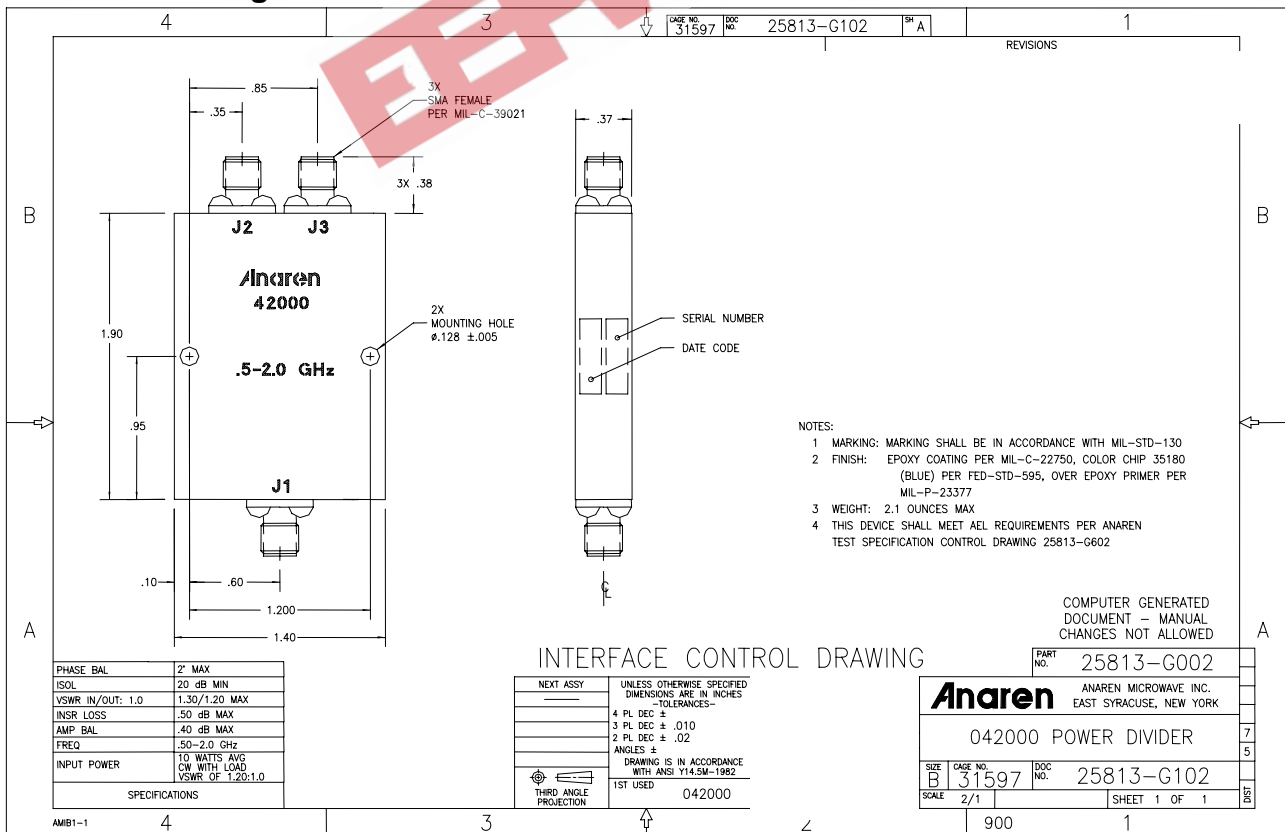 4
3
CAGE NO.
31597
DOC NO.
25813-G102
SH
A
1
REVISIONS
.85
.35
3X
SMA FEMALE
PER MIL-C-39021
3X .38
.37
B
J2
J3
B
Anaren
42000
2X
MOUNTING HOLE
ø.128 ±.005
SERIAL NUMBER
DATE CODE
1.90
.5-2.0 GHz
.95
J1
NOTES:
1 MARKING: MARKING SHALL BE IN ACCORDANCE WITH MIL-STD-130
2 FINISH: EPOXY COATING PER MIL-C-22750, COLOR CHIP 35180
(BLUE) PER FED-STD-595, OVER EPOXY PRIMER PER
MIL-P-23377
3 WEIGHT: 2.1 OUNCES MAX
4 THIS DEVICE SHALL MEET AEL REQUIREMENTS PER ANAREN
TEST SPECIFICATION CONTROL DRAWING 25813-G602
.10
.60
1.200
1.40
A
A
COMPUTER GENERATED
DOCUMENT - MANUAL
CHANGES NOT ALLOWED
INTERFACE CONTROL DRAWING
PHASE BAL 2° MAX
ISOL 20 dB MIN
VSWR IN/OUT: 1.0 1.30/1.20 MAX
INSR LOSS .50 dB MAX
AMP BAL .40 dB MAX
FREQ .50-2.0 GHz
INPUT POWER 10 WATTS AVG
CW WITH LOAD
VSWR OF 1.20:1.0
SPECIFICATIONS
NEXT ASSY
UNLESS OTHERWISE SPECIFIED
DIMENSIONS ARE IN INCHES
-TOLERANCES-
4 PL DEC ±
3 PL DEC ± .010
2 PL DEC ± .02
ANGLES ±
DRAWING IS IN ACCORDANCE
WITH ANSI Y14.5M-1982
THIRD ANGLE
PROJECTION
1ST USED
042000
PART NO.
25813-G002
Anaren
ANAREN MICROWAVE INC.
EAST SYRACUSE, NEW YORK
042000 POWER DIVIDER
7
5
SIZE
B
CAGE NO.
31597
DOC NO.
25813-G102
SCALE 2/1
SHEET 1 OF 1
DIST
AMIB1-1
4
3
900
1